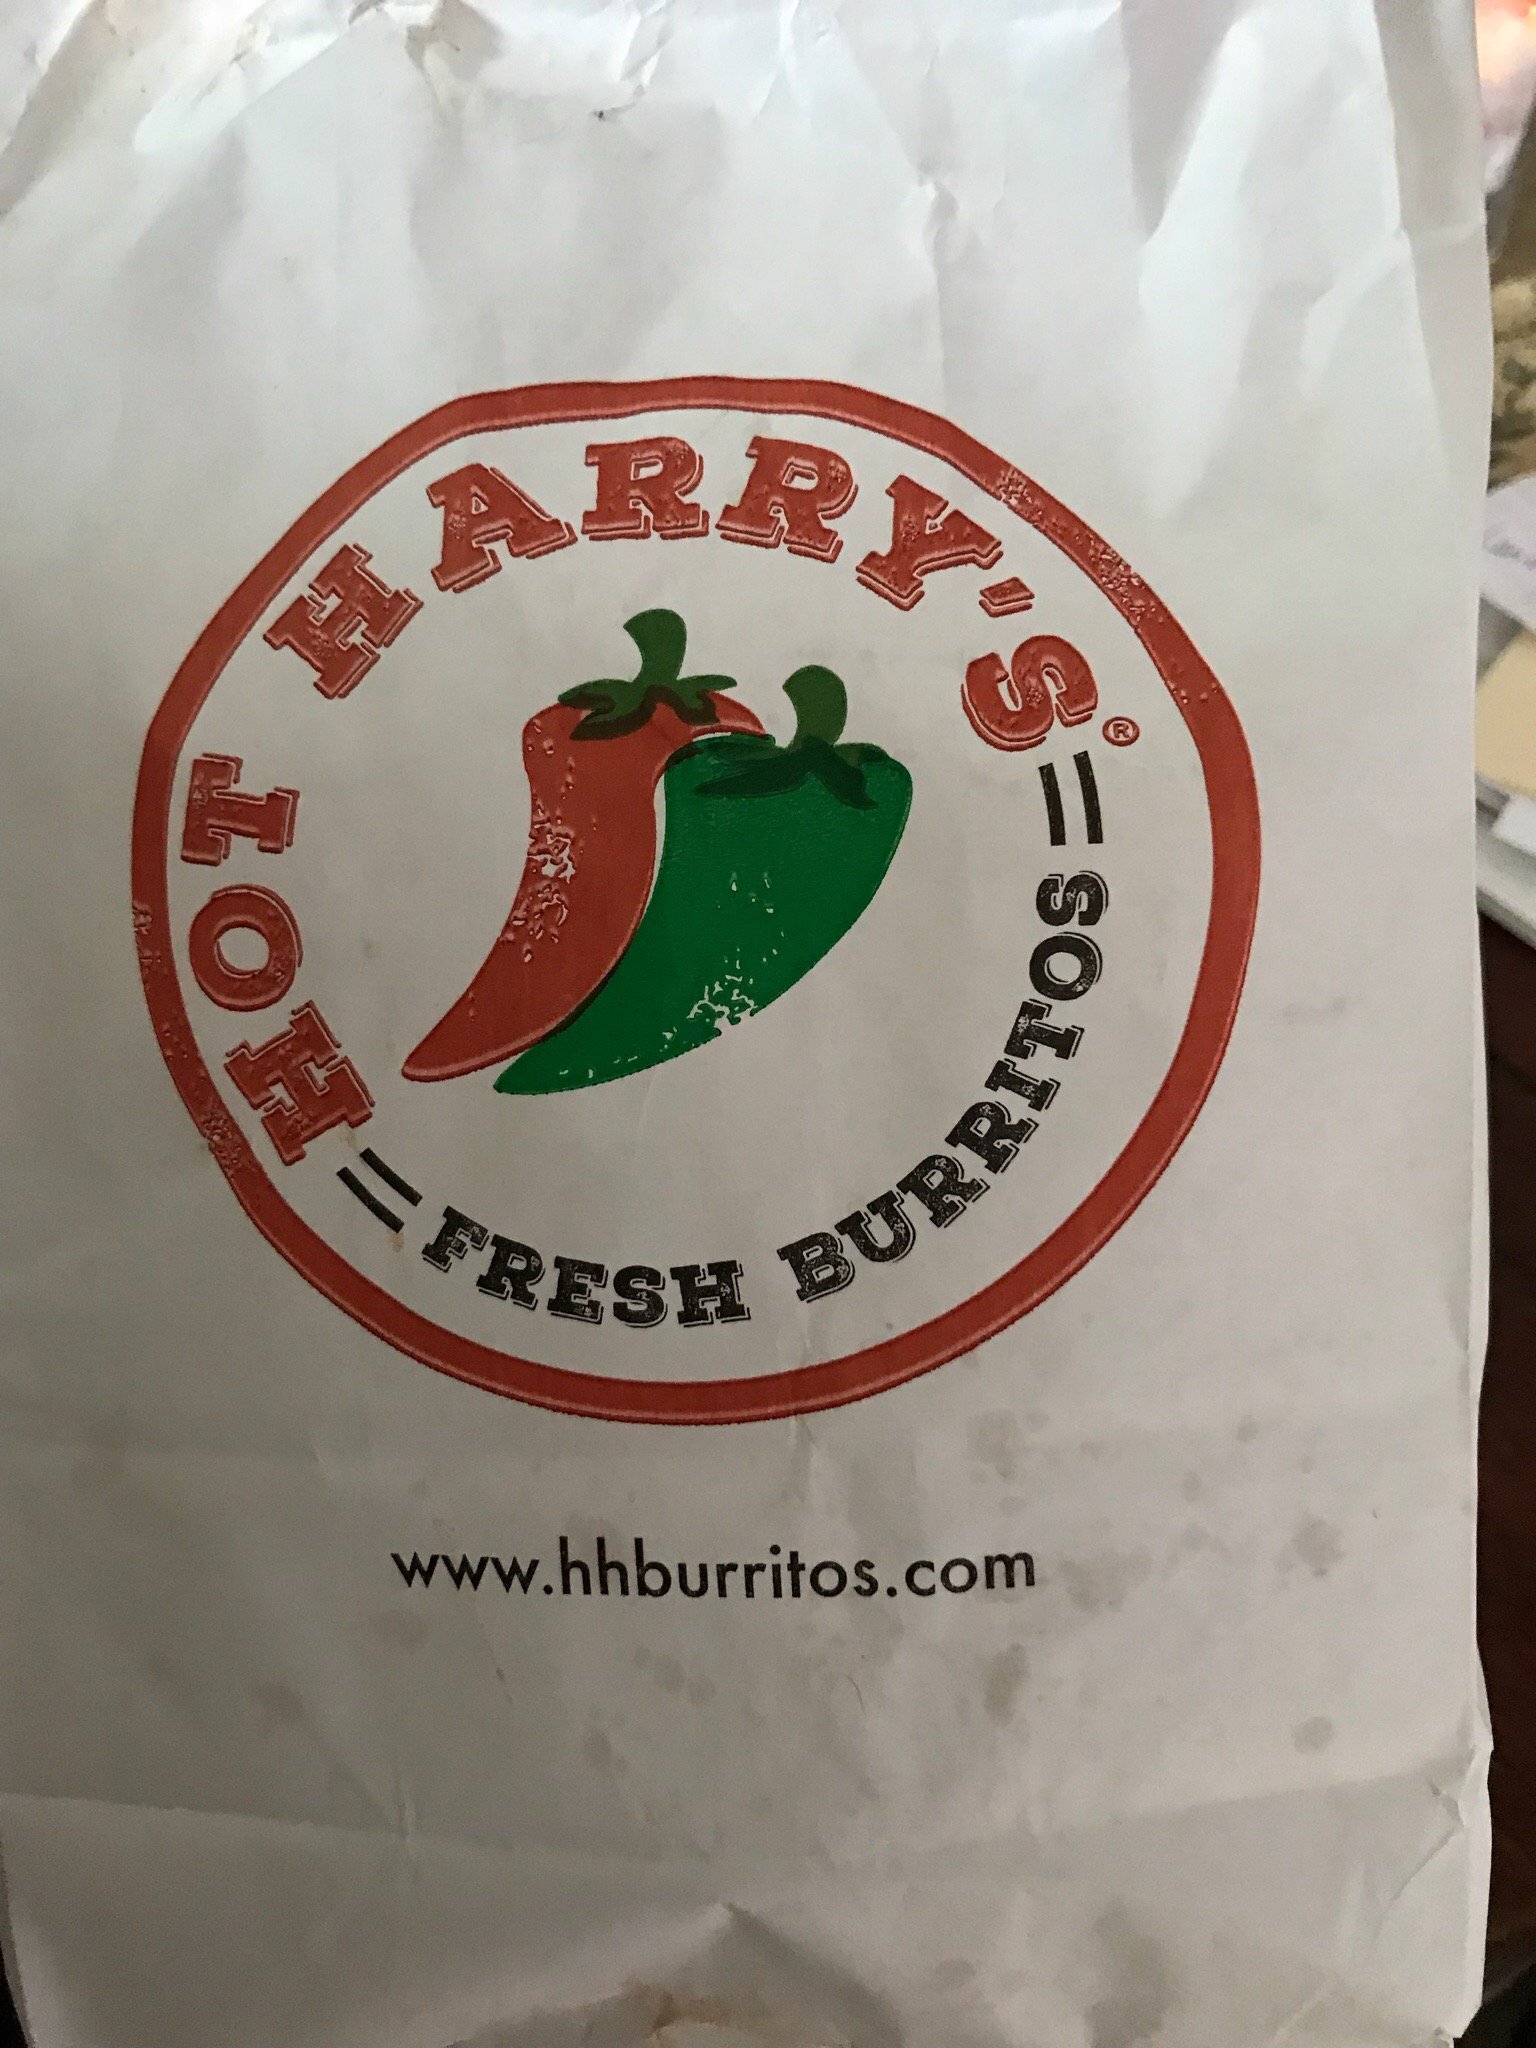 HOT HARRY'S®
= FRESH BURRITOS =
www.hhburritos.com